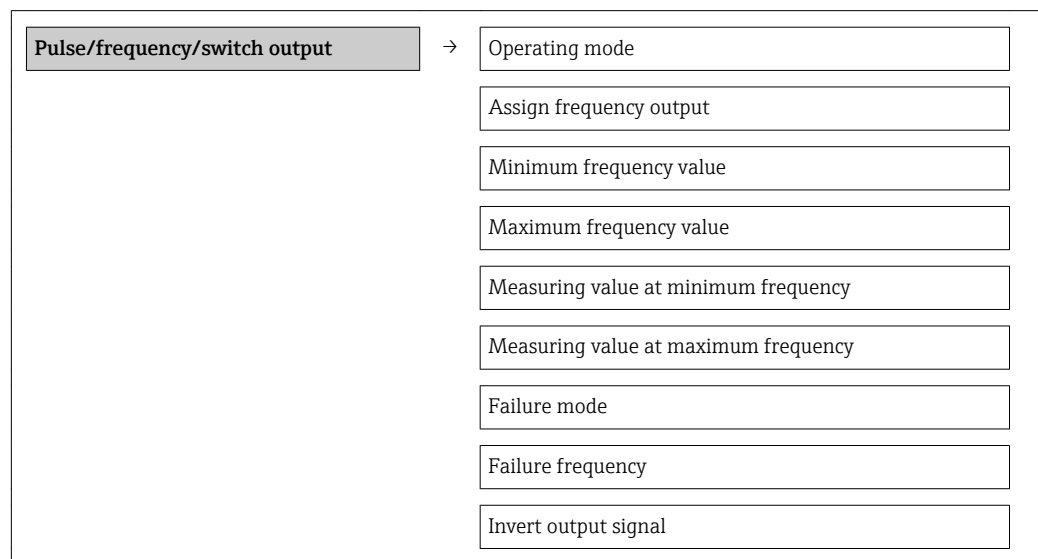 Pulse/frequency/switch output → Operating mode
Assign frequency output
Minimum frequency value
Maximum frequency value
Measuring value at minimum frequency
Measuring value at maximum frequency
Failure mode
Failure frequency
Invert output signal